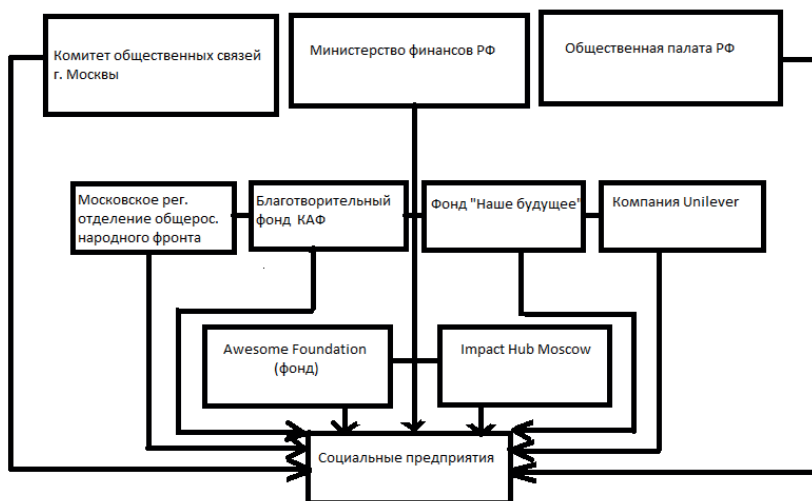 Комитет общественных связей
г. Москвы
Министерство финансов РФ
Общественная палата РФ
Московское рег.
отделение общерос.
народного фронта
Благотворительный
фонд КАФ
Фонд "Наше будущее"
Компания Unilever
Awesome Foundation
(фонд)
Impact Hub Moscow
Социальные предприятия